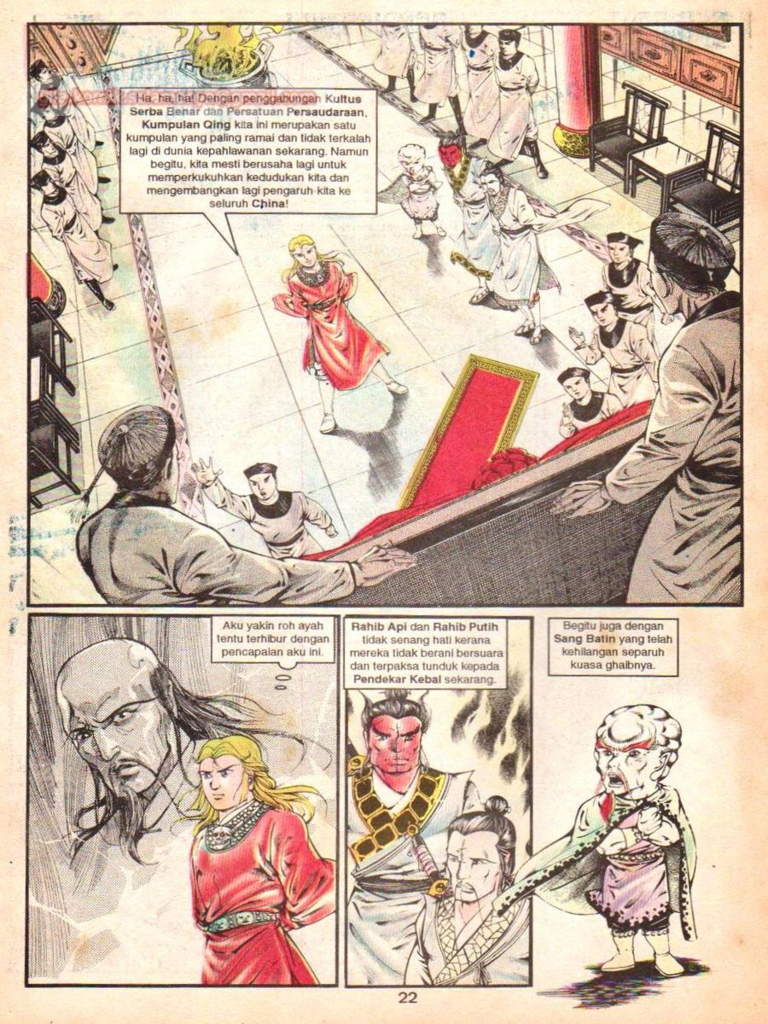 Ha, ha, ha! Dengan penggabungan Kultus
Serba Benar dan Persatuan Persaudaraan,
Kumpulan Qing kita ini merupakan satu
kumpulan yang paling ramai dan tidak terkalah
lagi di dunia kepahlawanan sekarang. Namun
begitu, kita mesti berusaha lagi untuk
memperkukuhkan kedudukan kita dan
mengembangkan lagi pengaruh kita ke
seluruh China!
Aku yakin roh ayah
tentu terhibur dengan
pencapaian aku ini.
Rahib Api dan Rahib Putih
tidak senang hati kerana
mereka tidak berani bersuara
dan terpaksa tunduk kepada
Pendekar Kebal sekarang.
Begitu juga dengan
Sang Batin yang telah
kehilangan separuh
kuasa ghaibnya.
22